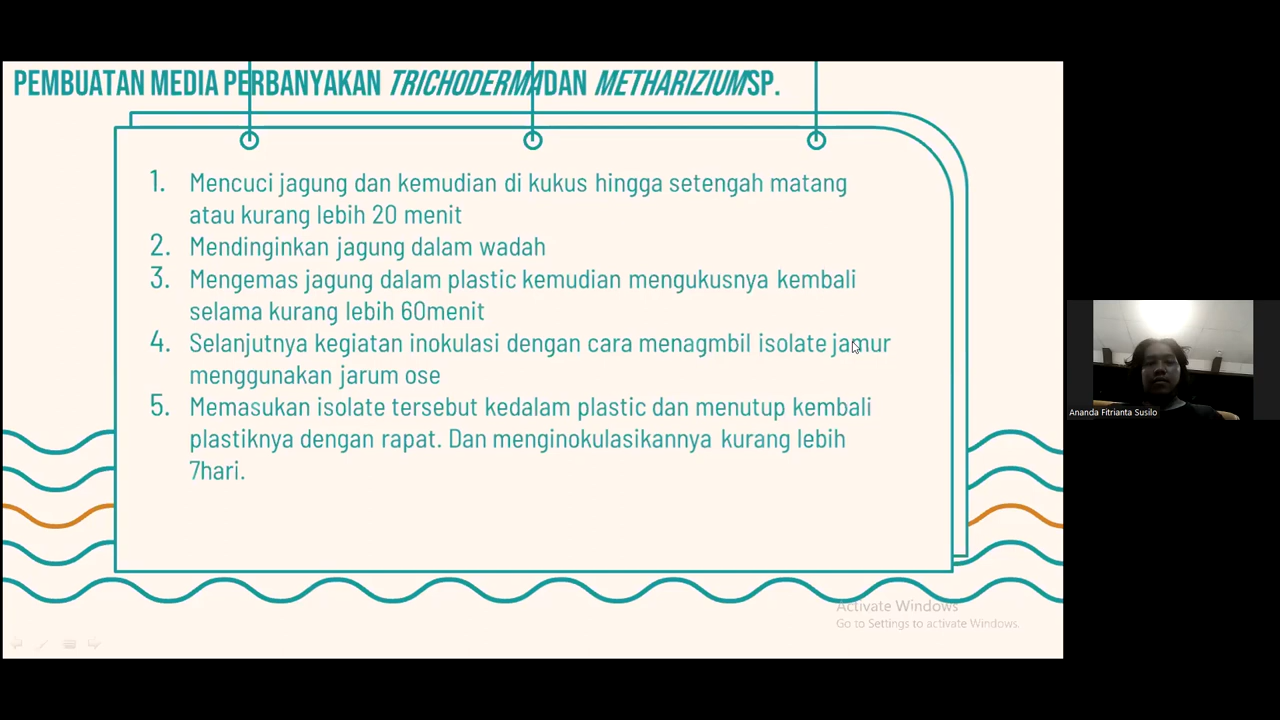 PEMBUATAN MEDIA PERBANYAKAN TRICHODERMA DAN METHARIZIUM SP.
1. Mencuci jagung dan kemudian di kukus hingga setengah matang
atau kurang lebih 20 menit
2. Mendinginkan jagung dalam wadah
3. Mengemas jagung dalam plastic kemudian mengukusnya kembali
selama kurang lebih 60menit
4. Selanjutnya kegiatan inokulasi dengan cara menagmbil isolate jamur
menggunakan jarum ose
5. Memasukan isolate tersebut kedalam plastic dan menutup kembali
plastiknya dengan rapat. Dan menginokulasikannya kurang lebih
7hari.
Ananda Fitrianta Susilo
Activate Windows
Go to Settings to activate Windows.